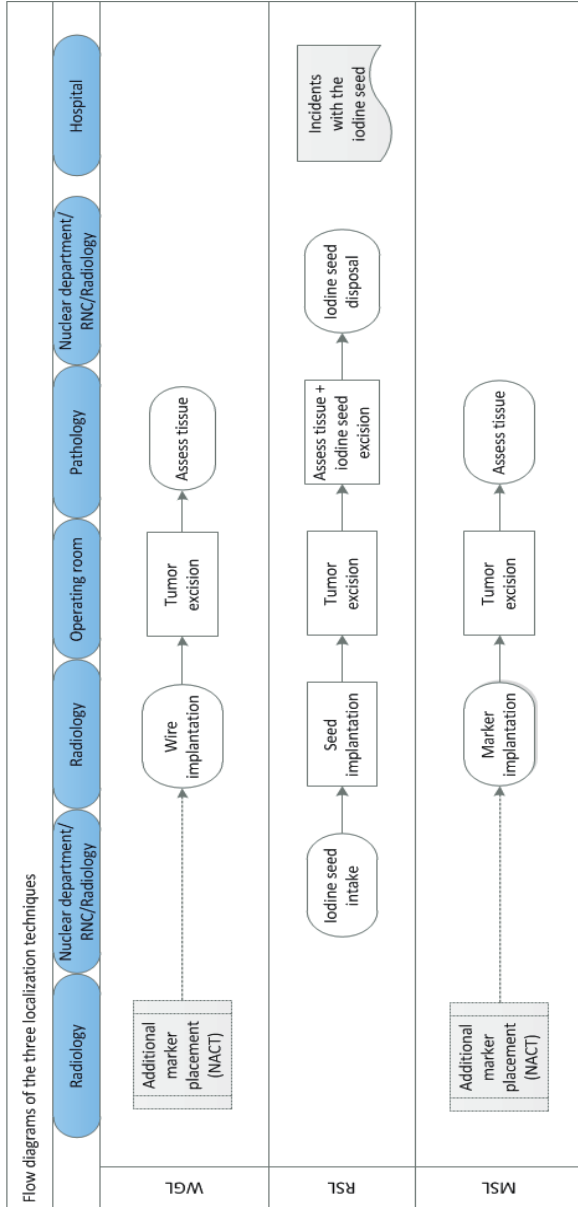 Flow diagrams of the three localization techniques
Radiology
Nuclear department/
RNC/Radiology
Radiology
Operating room
Pathology
Nuclear department/
RNC/Radiology
Hospital
WGL
Additional
marker
placement
(NACT)
Wire
implantation
Tumor
excision
Assess tissue
RSL
Iodine seed
intake
Seed
implantation
Tumor
excision
Assess tissue +
iodine seed
excision
Iodine seed
disposal
Incidents
with the
iodine seed
MSL
Additional
marker
placement
(NACT)
Marker
implantation
Tumor
excision
Assess tissue